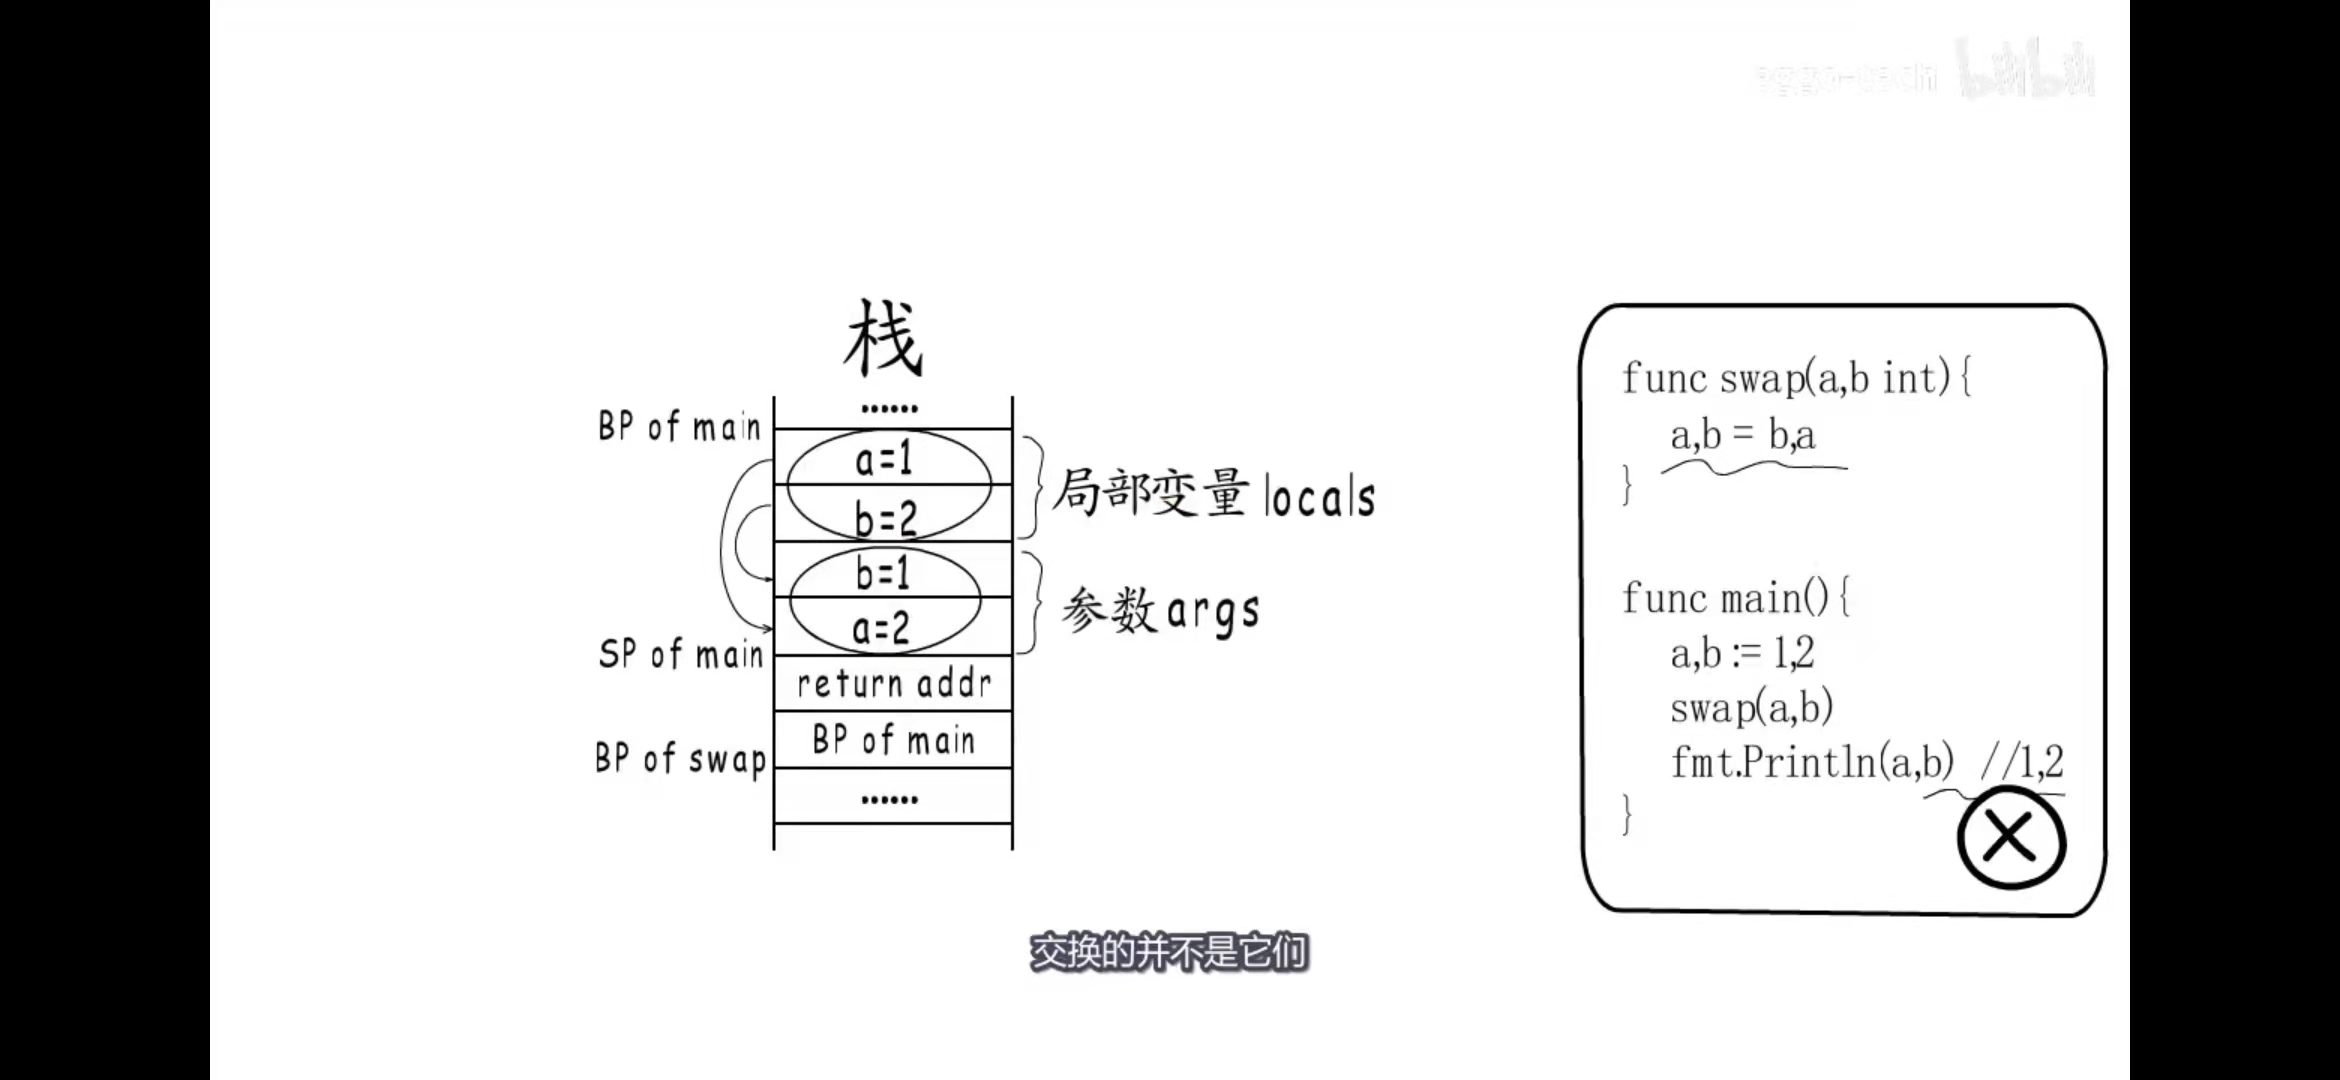 bilibili
栈
BP of main
......
a=1
b=2
局部变量 locals
b=1
a=2
参数 args
SP of main
return addr
BP of main
BP of swap
......
func swap(a,b int){
a,b = b,a
}
func main(){
a,b := 1,2
swap(a,b)
fmt.Println(a,b) //1,2
}
交换的并不是它们